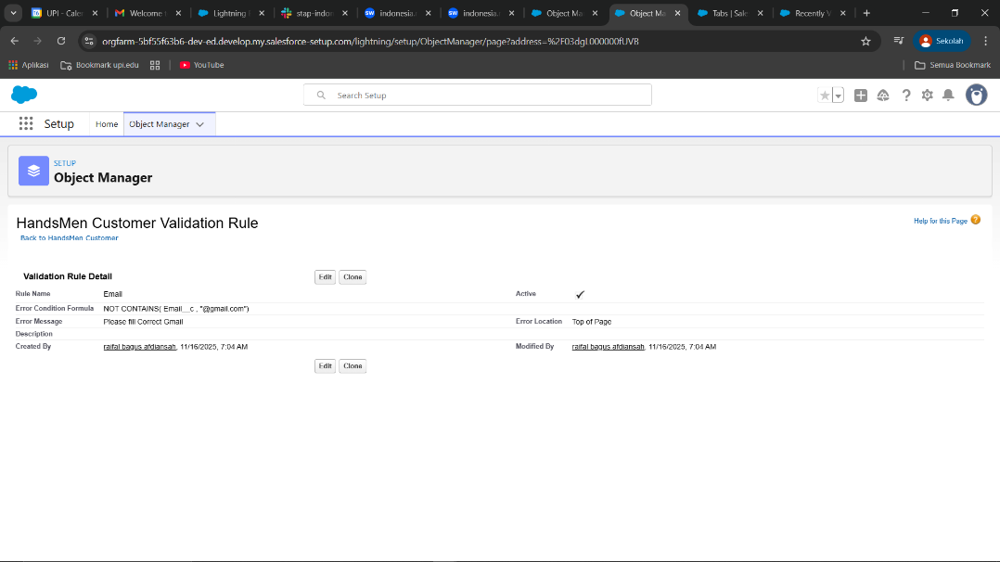 UPI - Cale
Welcome
Lightning
stap-indon
indonesia.
indonesia.
Object Ma
Object Ma
Tabs | Sale
Recently V
orgfarm-5bf55f63b6-dev-ed.develop.my.salesforce-setup.com/lightning/setup/ObjectManager/page?address=%2F03dgL000000fUVB
Sekolah
Aplikasi
Bookmark upi.edu
YouTube
Semua Bookmark
Search Setup
Setup
Home
Object Manager
SETUP
Object Manager
HandsMen Customer Validation Rule
Help for this Page
Back to HandsMen Customer
Validation Rule Detail
Edit Clone
Rule Name Email Active ✓
Error Condition Formula NOT CONTAINS( Email__c , "@gmail.com")
Error Message Please fill Correct Gmail Error Location Top of Page
Description
Created By raifal bagus afdiansah, 11/16/2025, 7:04 AM Modified By raifal bagus afdiansah, 11/16/2025, 7:04 AM
Edit Clone